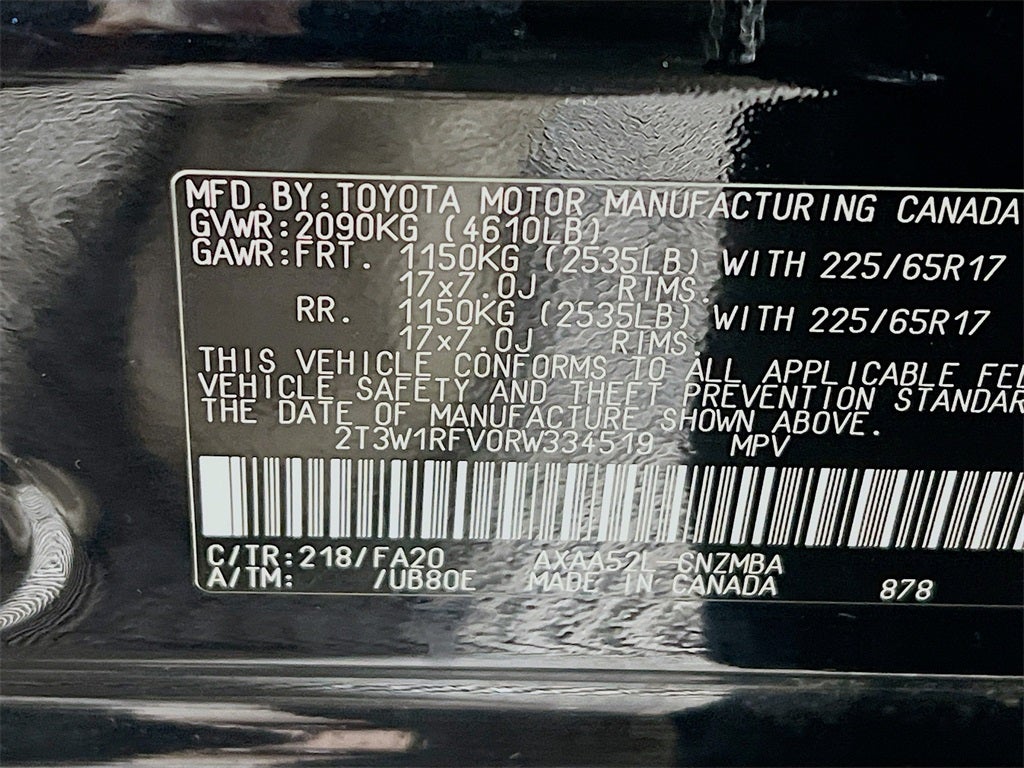 MFD.BY:TOYOTA MOTOR MANUFACTURING CANADA
GVWR:2090KG (4610LB)
GAWR:FRT. 1150KG (2535LB) WITH 225/65R17
17x7.0J RIMS.
RR. 1150KG (2535LB) WITH 225/65R17
17x7.0J RIMS.
THIS VEHICLE CONFORMS TO ALL APPLICABLE FE
VEHICLE SAFETY AND THEFT PREVENTION STANDAR
THE DATE OF MANUFACTURE SHOWN ABOVE.
2T3W1RFV0RW334519 MPV
C/TR:218/FA20 AXAA52L-CNZMBA
A/TM: /UB80E MADE IN CANADA 878